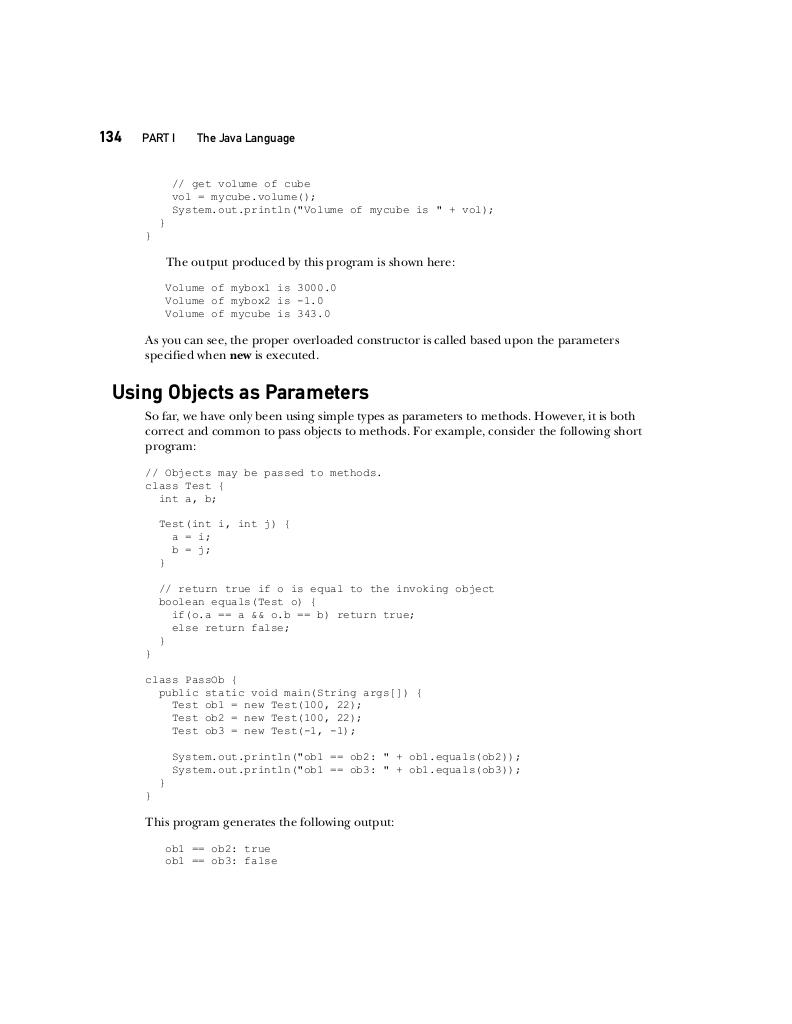 134 PART I The Java Language
// get volume of cube
vol = mycube.volume();
System.out.println("Volume of mycube is " + vol);
}
}
The output produced by this program is shown here:
Volume of mybox1 is 3000.0
Volume of mybox2 is -1.0
Volume of mycube is 343.0
As you can see, the proper overloaded constructor is called based upon the parameters
specified when new is executed.
Using Objects as Parameters
So far, we have only been using simple types as parameters to methods. However, it is both
correct and common to pass objects to methods. For example, consider the following short
program:
// Objects may be passed to methods.
class Test {
int a, b;
Test(int i, int j) {
a = i;
b = j;
}
// return true if o is equal to the invoking object
boolean equals(Test o) {
if(o.a == a && o.b == b) return true;
else return false;
}
}
class PassOb {
public static void main(String args[]) {
Test ob1 = new Test(100, 22);
Test ob2 = new Test(100, 22);
Test ob3 = new Test(-1, -1);
System.out.println("ob1 == ob2: " + ob1.equals(ob2));
System.out.println("ob1 == ob3: " + ob1.equals(ob3));
}
}
This program generates the following output:
ob1 == ob2: true
ob1 == ob3: false